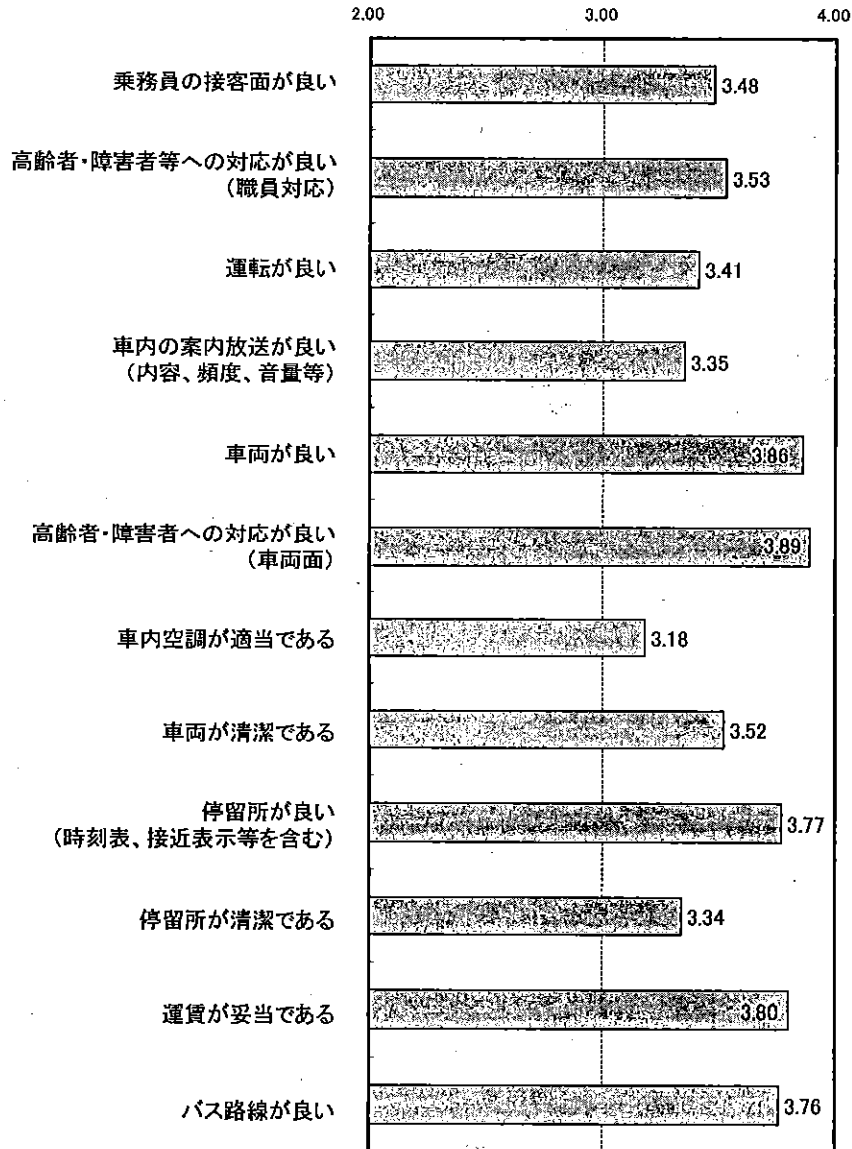 2.00 3.00 4.00
乗務員の接客面が良い 3.48
高齢者・障害者等への対応が良い
(職員対応) 3.53
運転が良い 3.41
車内の案内放送が良い
(内容、頻度、音量等) 3.35
車両が良い 3.86
高齢者・障害者への対応が良い
(車両面) 3.89
車内空調が適当である 3.18
車両が清潔である 3.52
停留所が良い
(時刻表、接近表示等を含む) 3.77
停留所が清潔である 3.34
運賃が妥当である 3.80
バス路線が良い 3.76